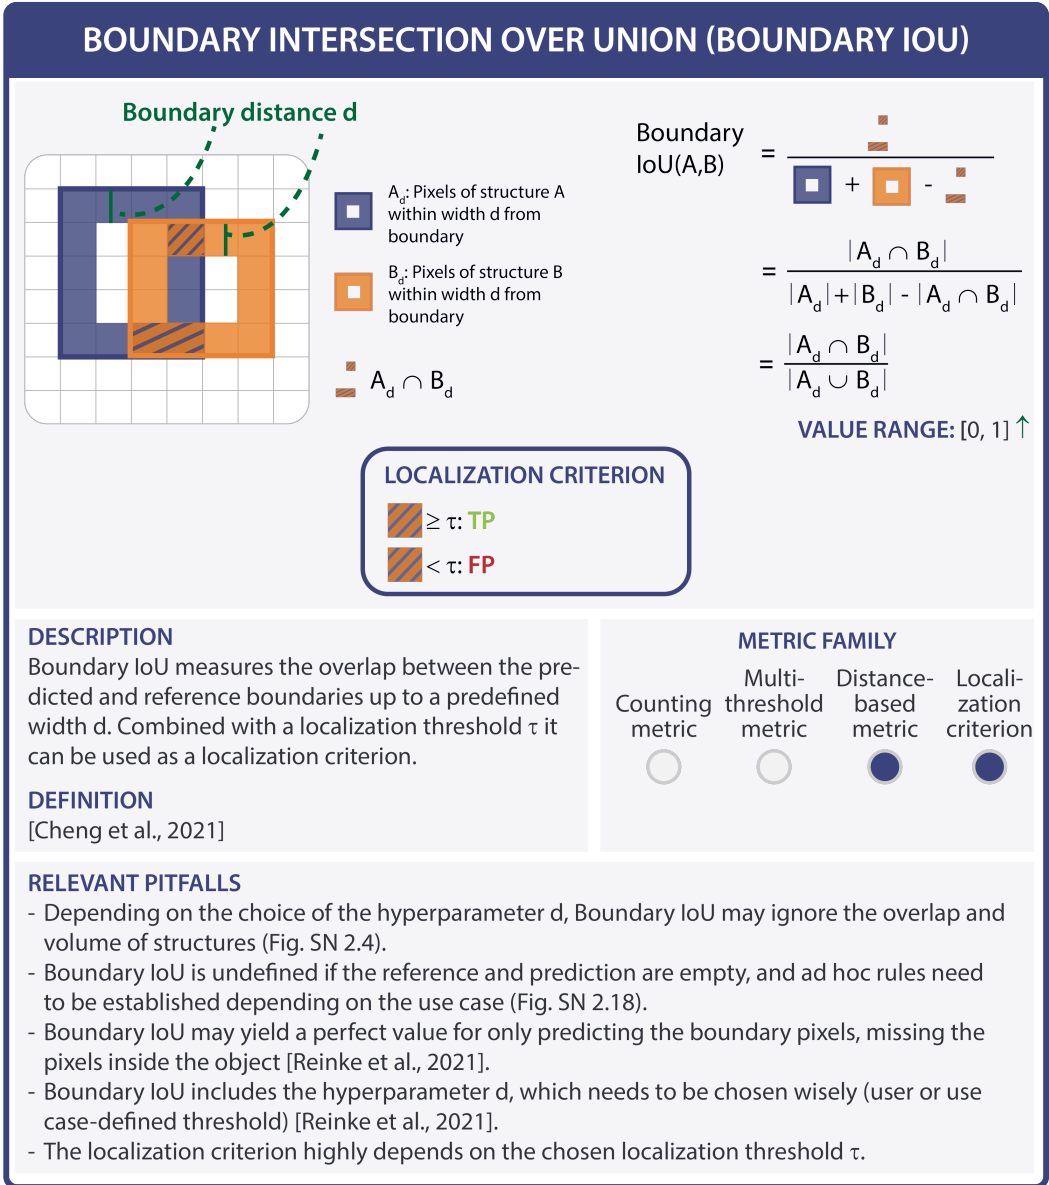 BOUNDARY INTERSECTION OVER UNION (BOUNDARY IOU)
Boundary distance d
A_d: Pixels of structure A
within width d from
boundary
B_d: Pixels of structure B
within width d from
boundary
A_d ∩ B_d
Boundary
IoU(A,B)
=
+ -
= |A_d ∩ B_d|
|A_d|+|B_d| - |A_d ∩ B_d|
= |A_d ∩ B_d|
|A_d ∪ B_d|
VALUE RANGE: [0, 1] ↑
LOCALIZATION CRITERION
≥ τ: TP
< τ: FP
DESCRIPTION
Boundary IoU measures the overlap between the pre-
dicted and reference boundaries up to a predefined
width d. Combined with a localization threshold τ it
can be used as a localization criterion.
DEFINITION
[Cheng et al., 2021]
METRIC FAMILY
Counting
metric
Multi-
threshold
metric
Distance-
based
metric
Locali-
zation
criterion
RELEVANT PITFALLS
- Depending on the choice of the hyperparameter d, Boundary IoU may ignore the overlap and
volume of structures (Fig. SN 2.4).
- Boundary IoU is undefined if the reference and prediction are empty, and ad hoc rules need
to be established depending on the use case (Fig. SN 2.18).
- Boundary IoU may yield a perfect value for only predicting the boundary pixels, missing the
pixels inside the object [Reinke et al., 2021].
- Boundary IoU includes the hyperparameter d, which needs to be chosen wisely (user or use
case-defined threshold) [Reinke et al., 2021].
- The localization criterion highly depends on the chosen localization threshold τ.